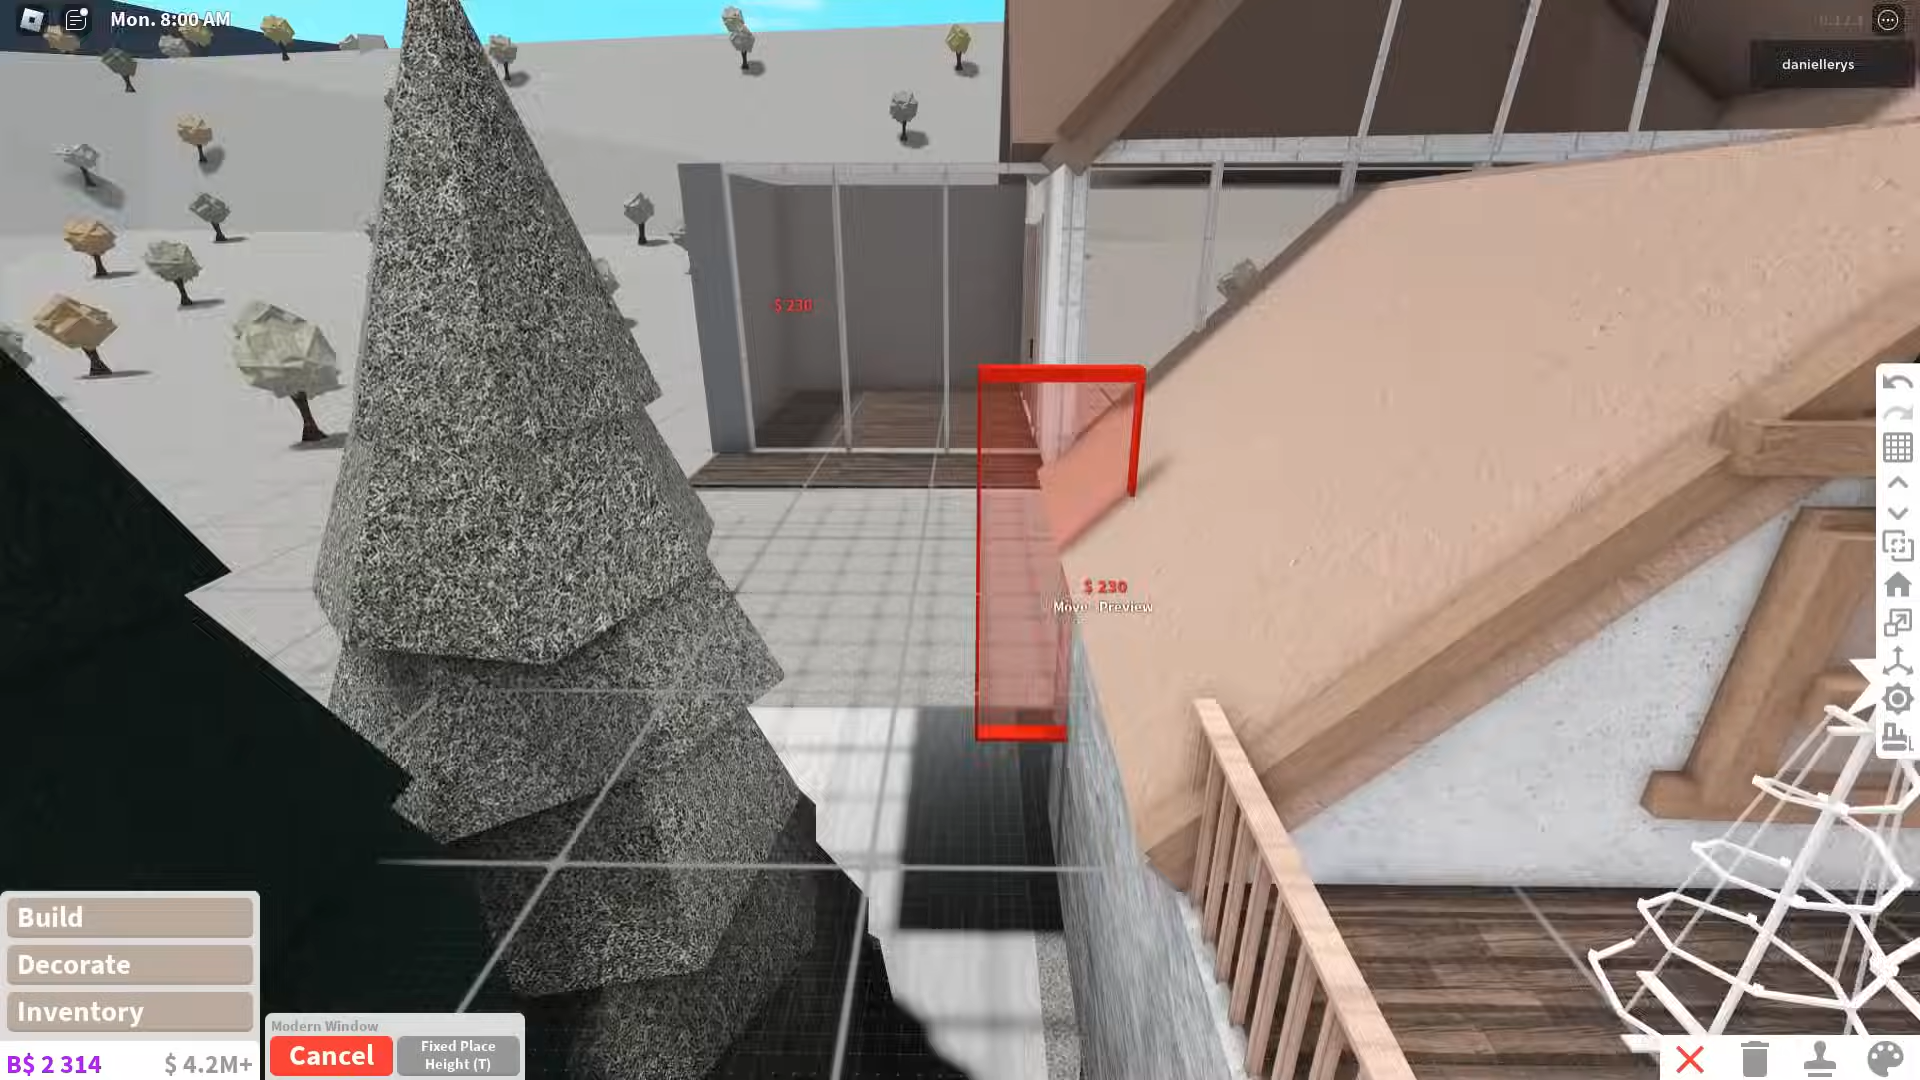 Mon. 8:00 AM
daniellerys
$ 230
$ 230
Move Preview
Build
Decorate
Inventory
B$ 2 314
$ 4.2M+
Modern Window
Cancel
Fixed Place
Height (T)